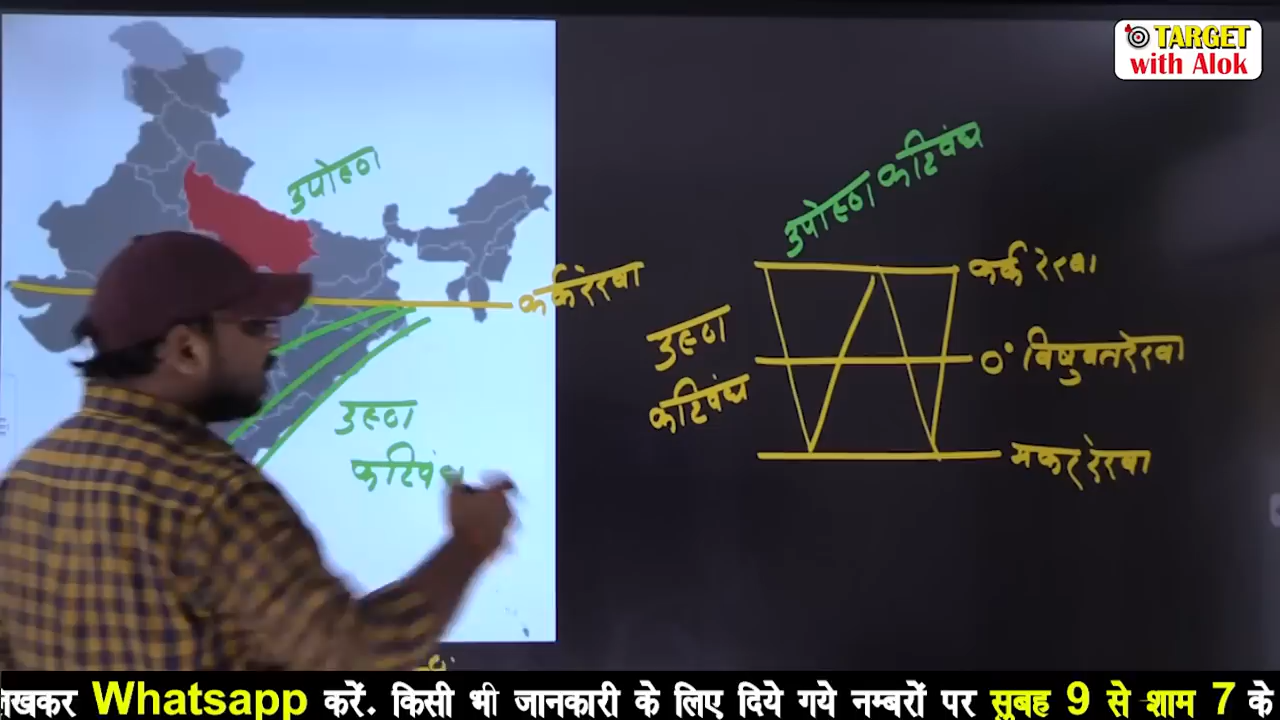 TARGET
with Alok
उपोष्ण
कर्क रेखा
उष्ण
कटिबंध
उपोष्ण कटिबंध
कर्क रेखा
उष्ण
कटिबंध
0° विषुवत रेखा
मकर रेखा
लिखकर Whatsapp करें. किसी भी जानकारी के लिए दिये गये नम्बरों पर सुबह 9 से शाम 7 के